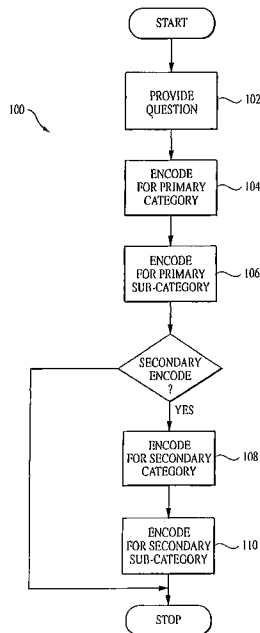 START
PROVIDE
QUESTION
102
100
ENCODE
FOR PRIMARY
CATEGORY
104
ENCODE
FOR PRIMARY
SUB-CATEGORY
106
SECONDARY
ENCODE
?
YES
ENCODE
FOR SECONDARY
CATEGORY
108
ENCODE
FOR SECONDARY
SUB-CATEGORY
110
STOP